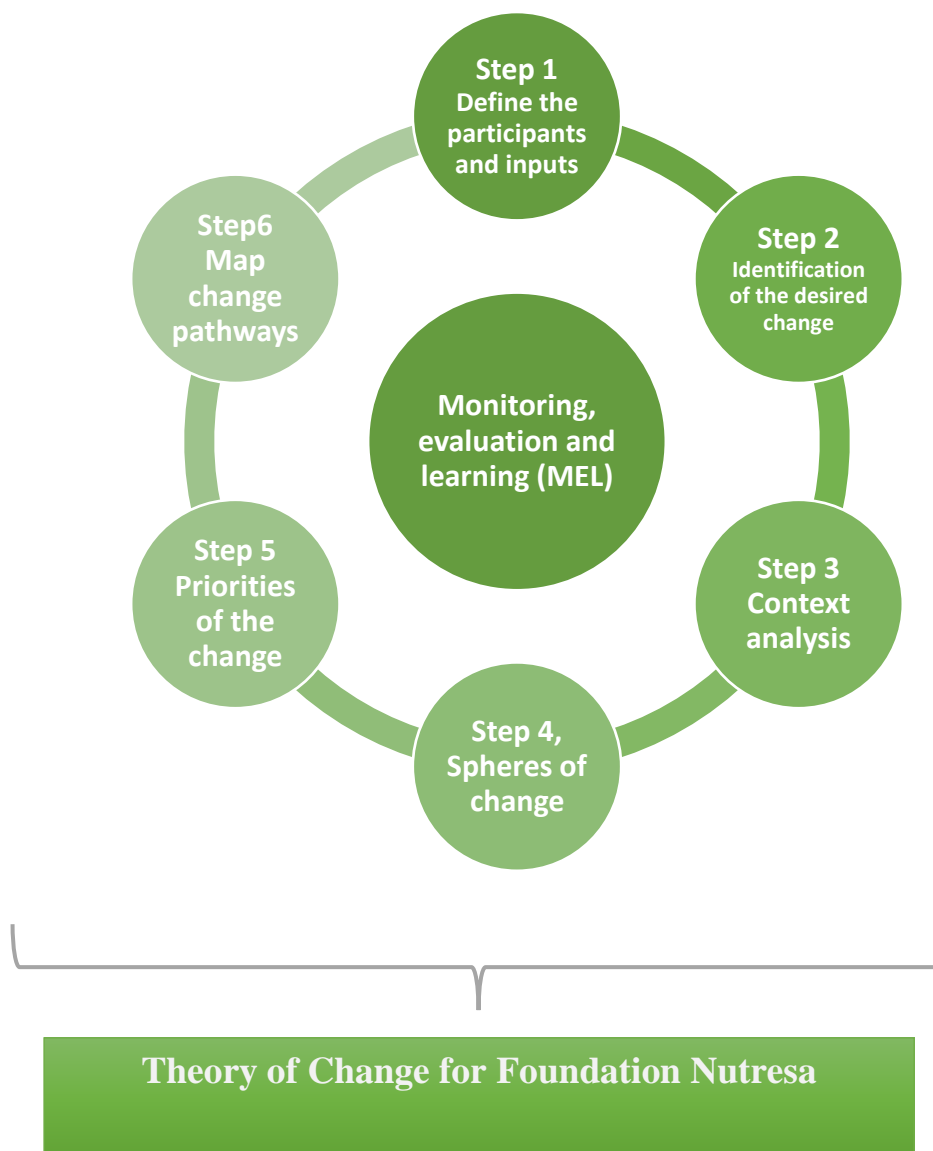 Step 1
Define the
participants
and inputs
Step 2
Identification
of the desired
change
Step 3
Context
analysis
Step 4,
Spheres of
change
Step 5
Priorities
of the
change
Step6
Map
change
pathways
Monitoring,
evaluation and
learning (MEL)
Theory of Change for Foundation Nutresa